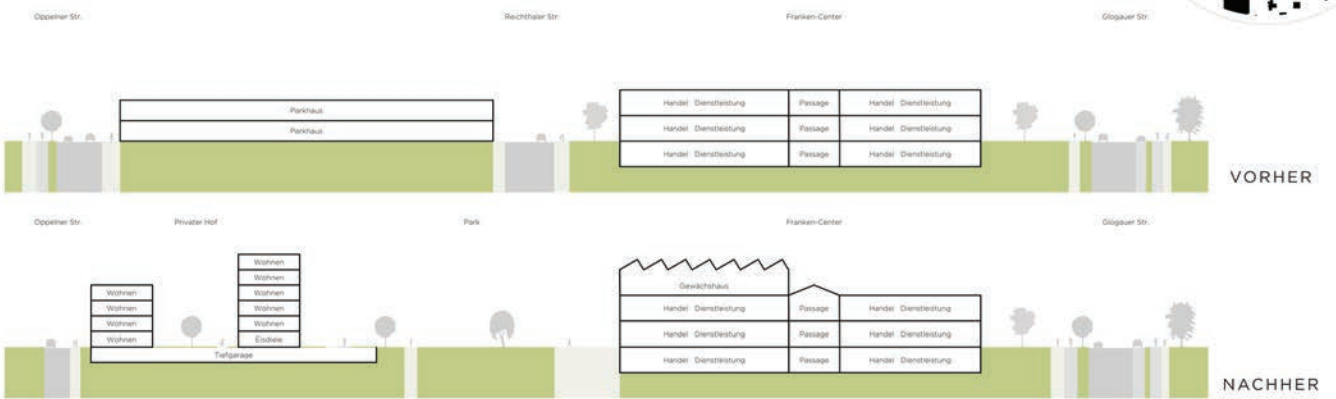 Oppelner Str. Reichthaler Str Franken-Center Glogauer Str.
Parkhaus
Parkhaus
Handel Dienstleistung Passage Handel Dienstleistung
Handel Dienstleistung Passage Handel Dienstleistung
Handel Dienstleistung Passage Handel Dienstleistung
VORHER
Oppelner Str. Privater Hof Park Franken-Center Glogauer Str.
Wohnen
Wohnen
Wohnen Wohnen
Wohnen Wohnen
Wohnen Wohnen
Wohnen Eisdiele
Tiefgarage
Gewächshaus
Handel Dienstleistung Passage Handel Dienstleistung
Handel Dienstleistung Passage Handel Dienstleistung
Handel Dienstleistung Passage Handel Dienstleistung
NACHHER